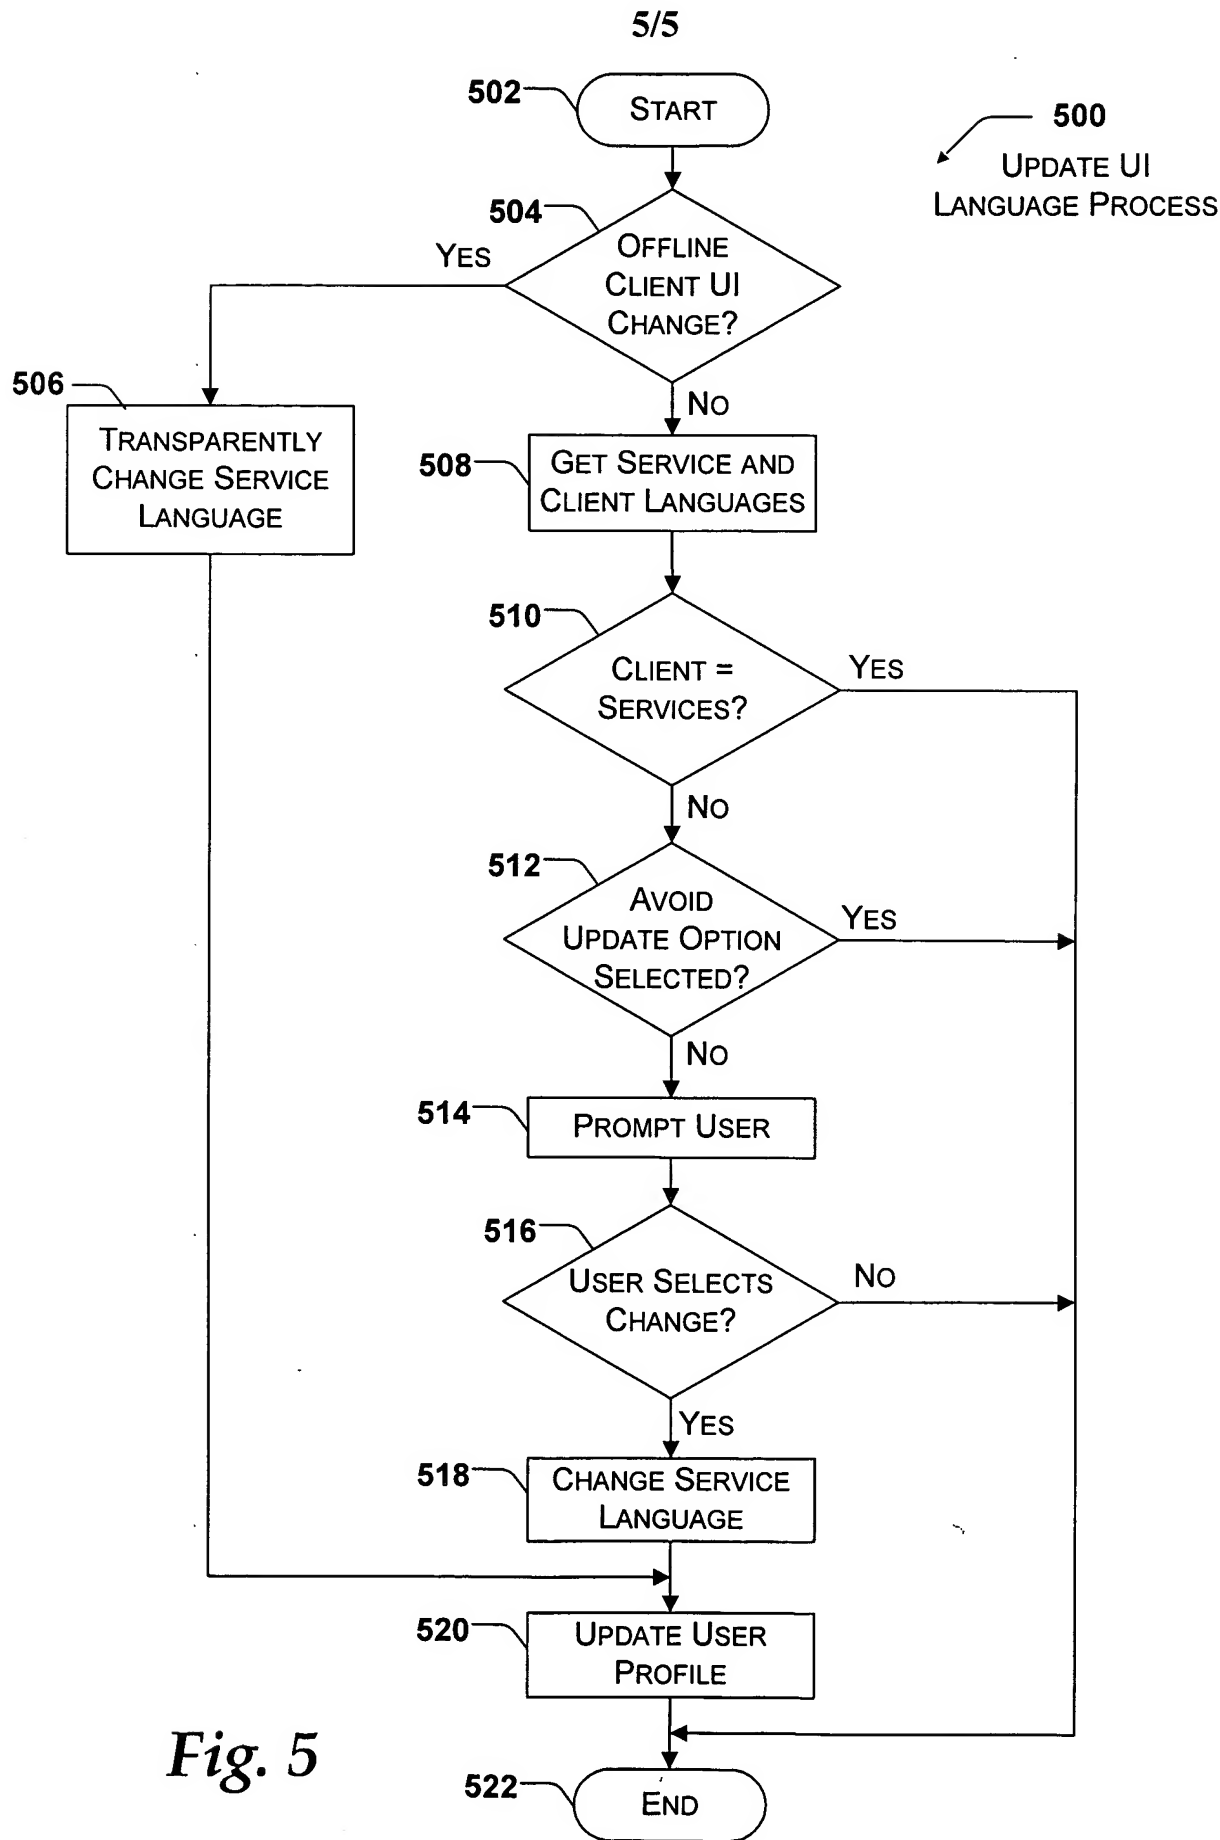 5/5
502
START
500
UPDATE UI
LANGUAGE PROCESS
504
OFFLINE
CLIENT UI
CHANGE?
YES
NO
506
TRANSPARENTLY
CHANGE SERVICE
LANGUAGE
508
GET SERVICE AND
CLIENT LANGUAGES
510
CLIENT =
SERVICES?
YES
NO
512
AVOID
UPDATE OPTION
SELECTED?
YES
NO
514
PROMPT USER
516
USER SELECTS
CHANGE?
NO
YES
518
CHANGE SERVICE
LANGUAGE
520
UPDATE USER
PROFILE
Fig. 5
522
END